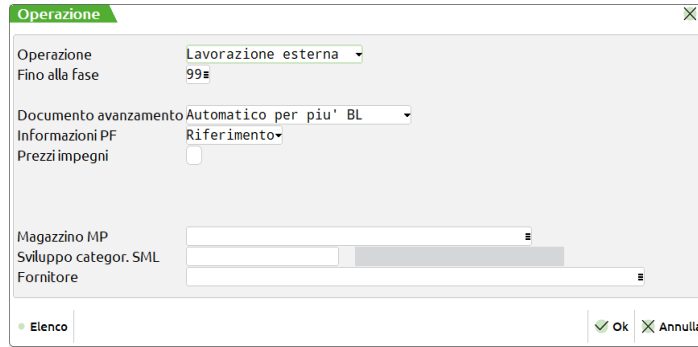 Operazione
Operazione Lavorazione esterna
Fino alla fase 99
Documento avanzamento Automatico per piu' BL
Informazioni PF Riferimento
Prezzi impegni
Magazzino MP
Sviluppo categor. SML
Fornitore
Elenco Ok Annulla